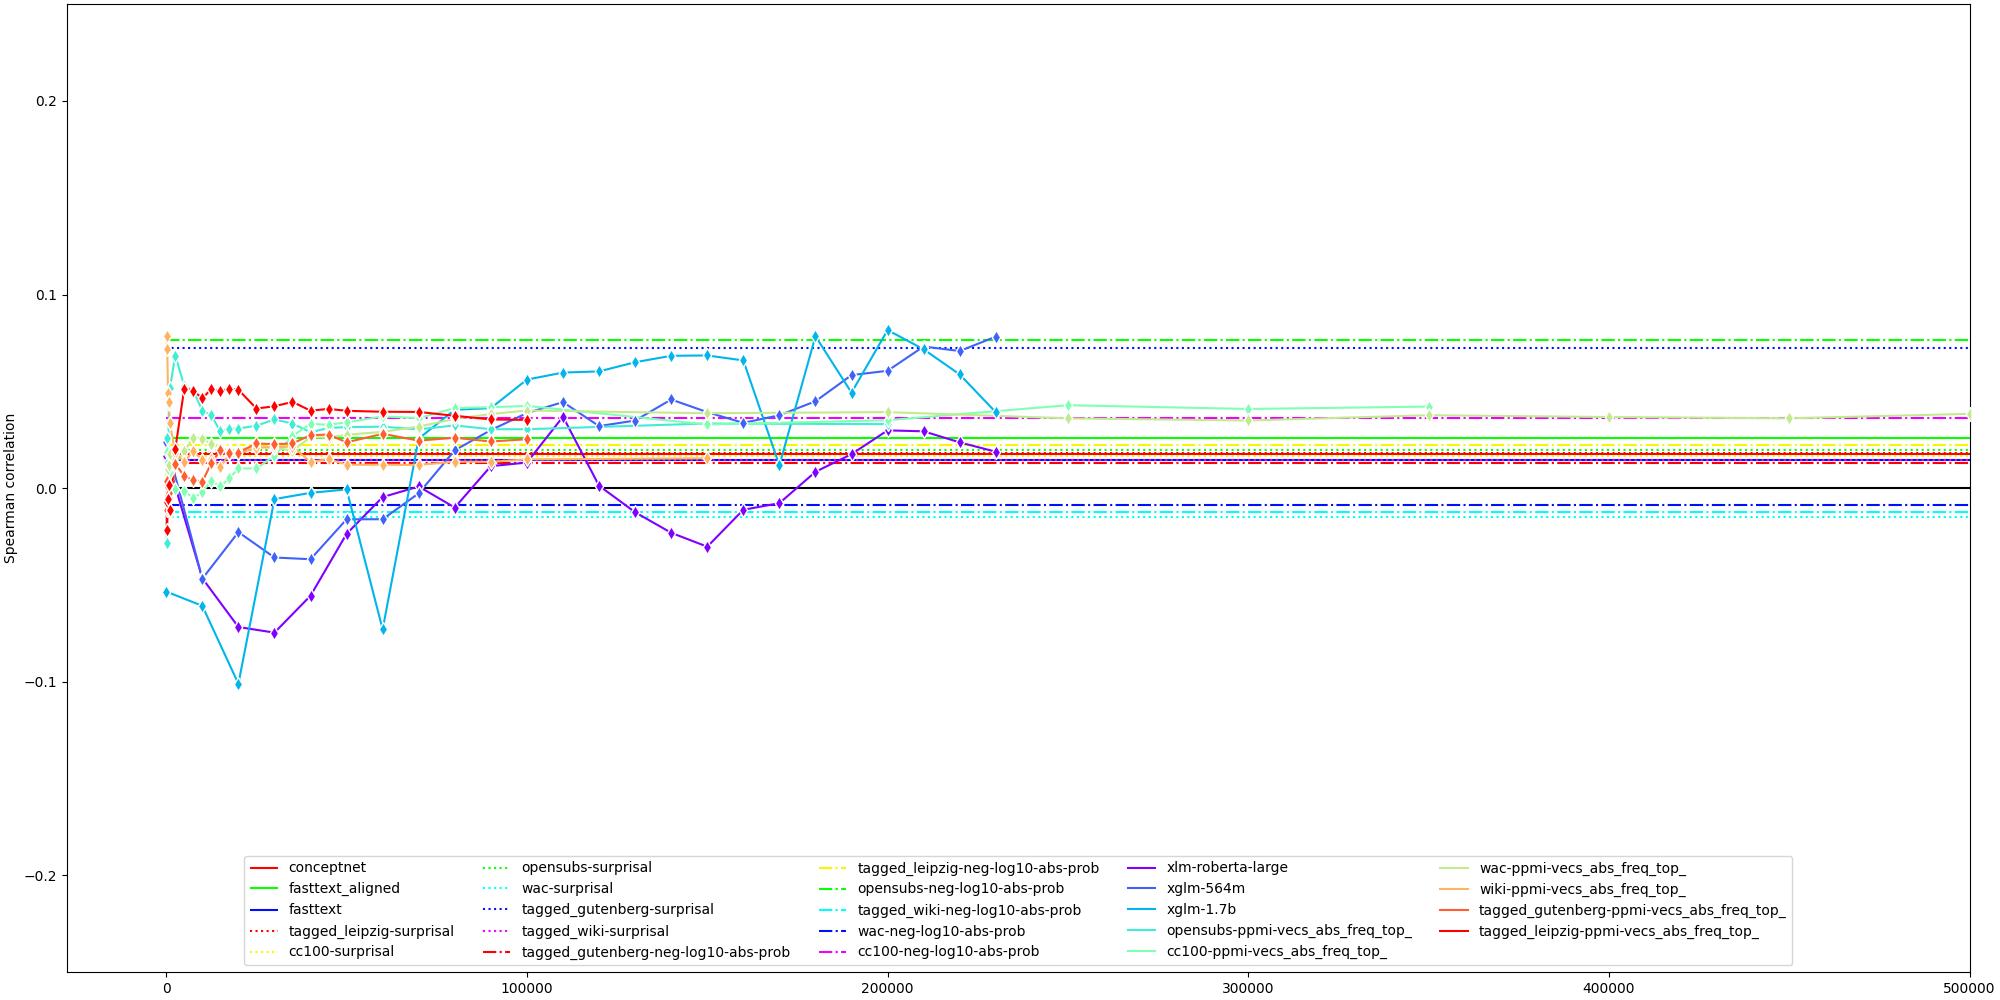 0.2
0.1
0.0
−0.1
−0.2
Spearman correlation
conceptnet
fasttext_aligned
fasttext
tagged_leipzig-surprisal
cc100-surprisal
opensubs-surprisal
wac-surprisal
tagged_gutenberg-surprisal
tagged_wiki-surprisal
tagged_gutenberg-neg-log10-abs-prob
tagged_leipzig-neg-log10-abs-prob
opensubs-neg-log10-abs-prob
tagged_wiki-neg-log10-abs-prob
wac-neg-log10-abs-prob
cc100-neg-log10-abs-prob
xlm-roberta-large
xglm-564m
xglm-1.7b
opensubs-ppmi-vecs_abs_freq_top_
cc100-ppmi-vecs_abs_freq_top_
wac-ppmi-vecs_abs_freq_top_
wiki-ppmi-vecs_abs_freq_top_
tagged_gutenberg-ppmi-vecs_abs_freq_top_
tagged_leipzig-ppmi-vecs_abs_freq_top_
0 100000 200000 300000 400000 500000